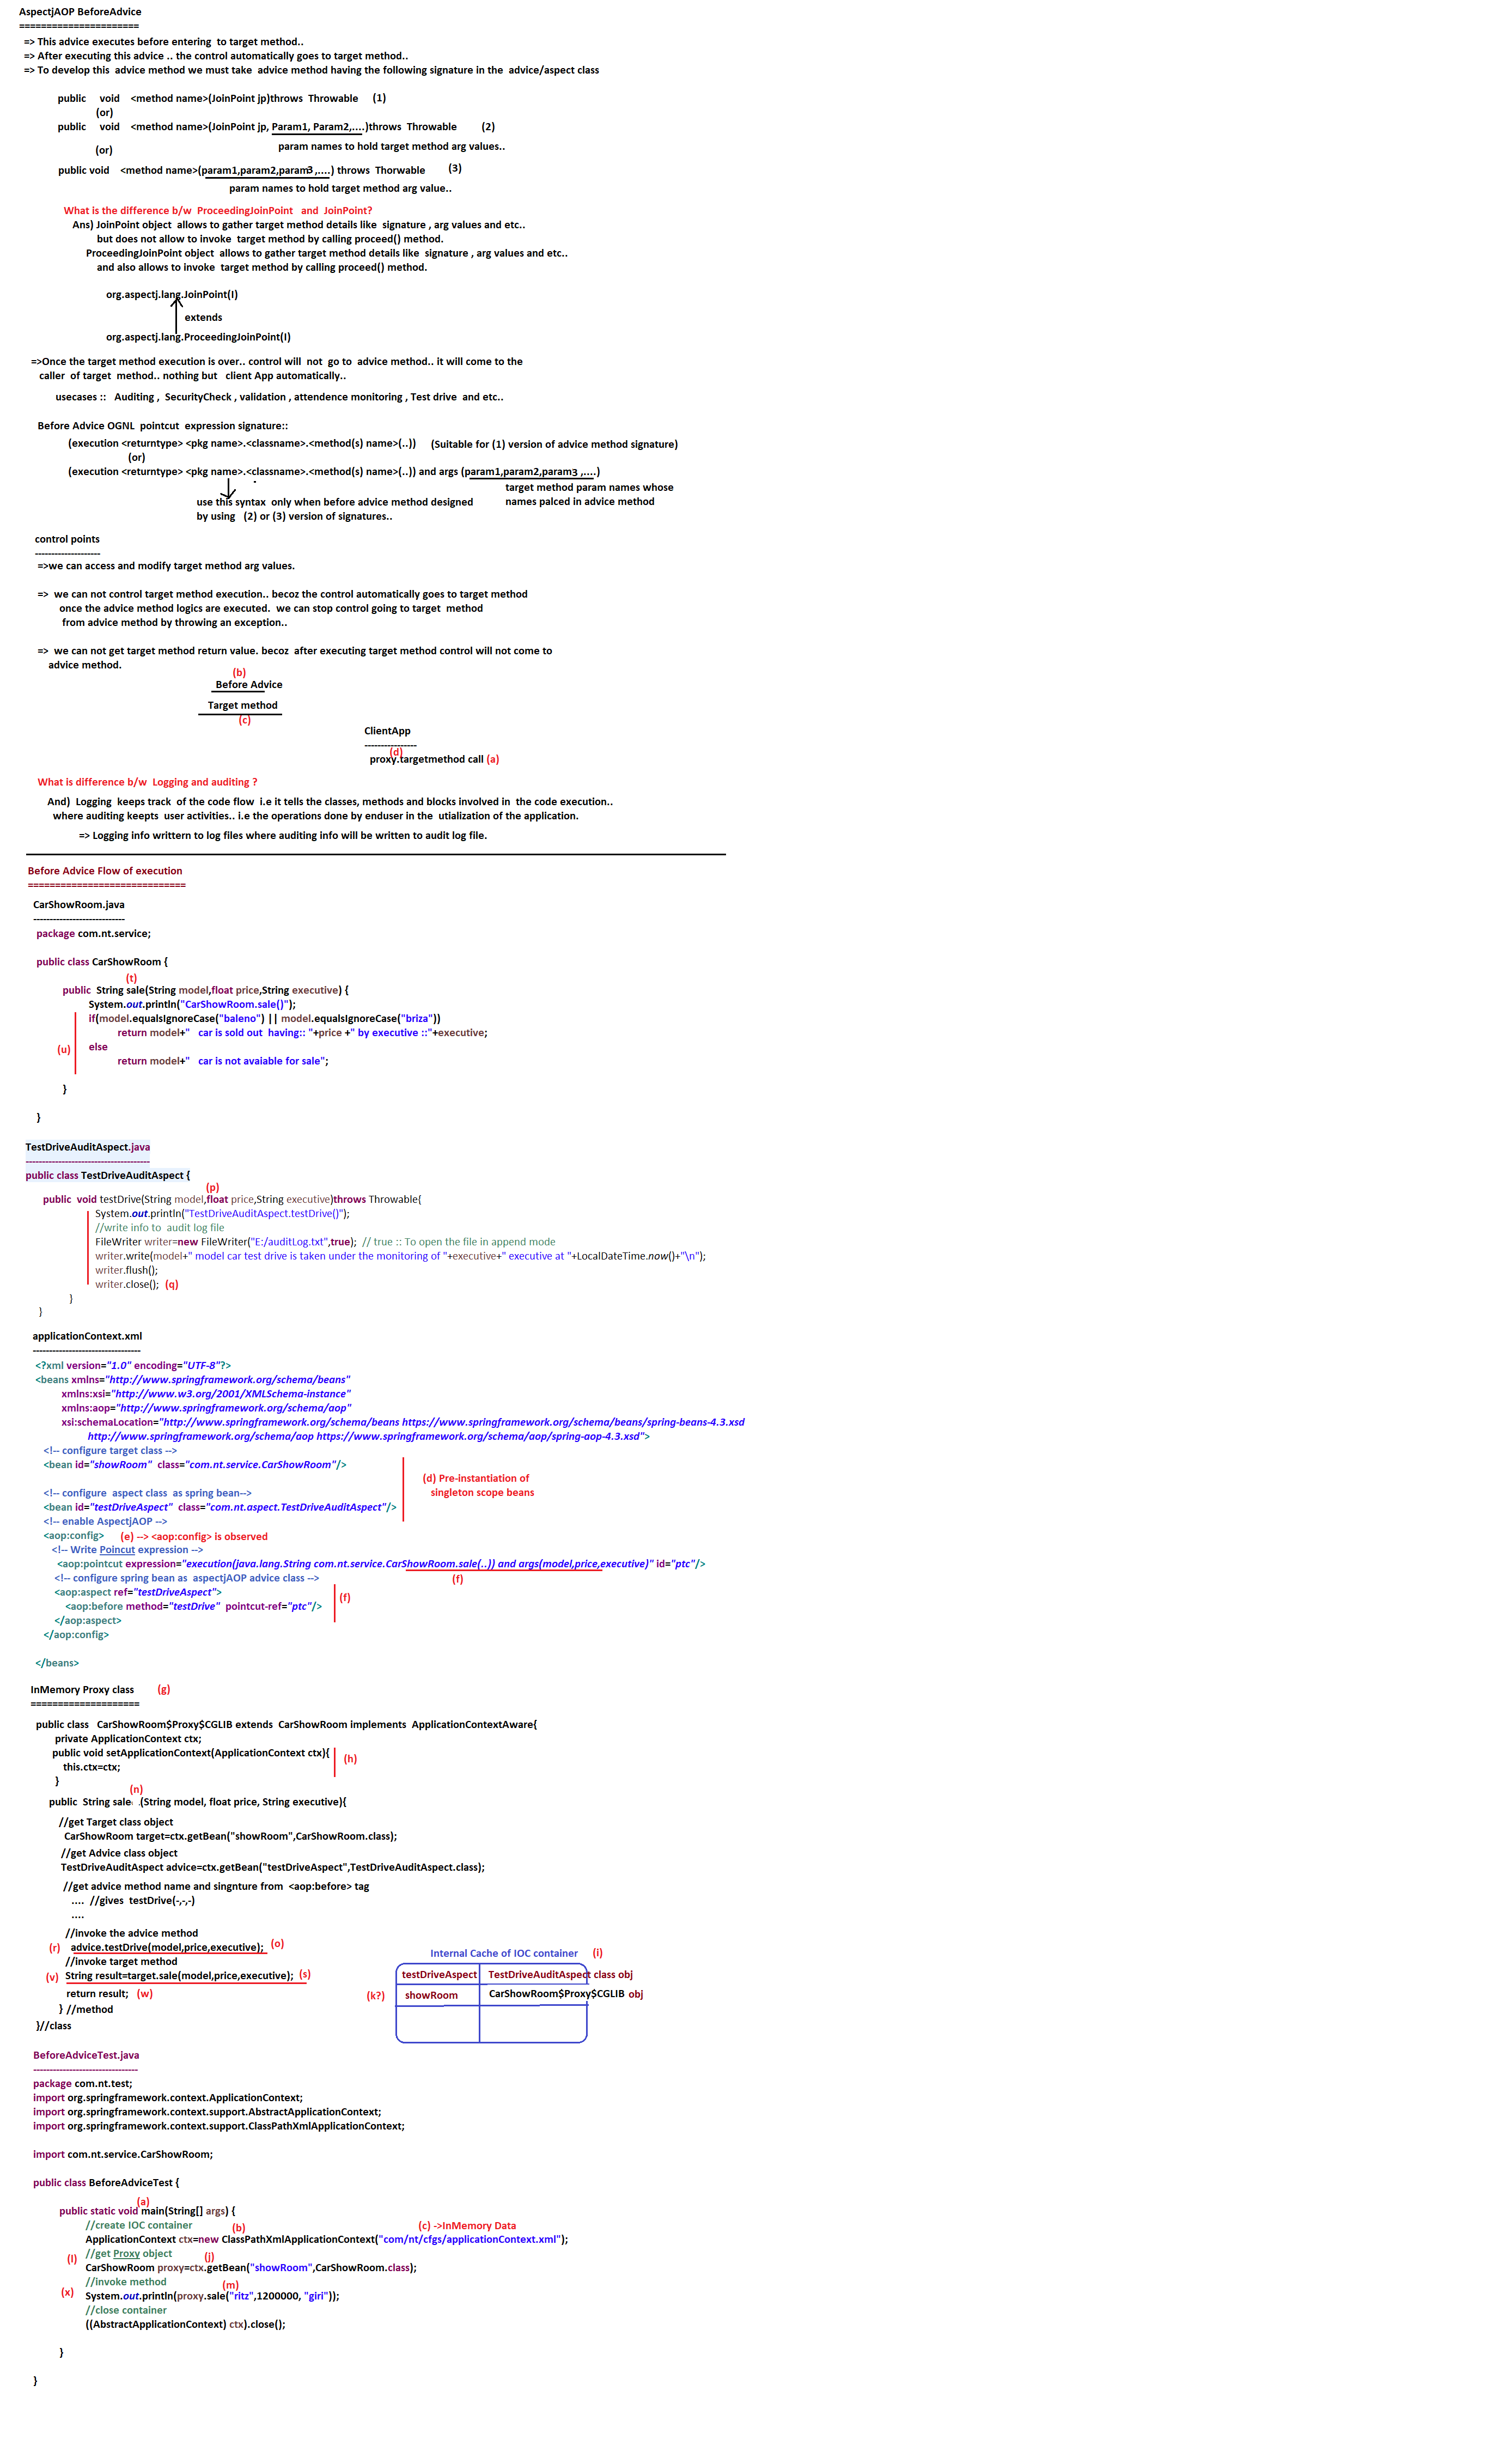 AspectjAOP BeforeAdvice
======================
=> This advice executes before entering  to target method..
=> After executing this advice .. the control automatically goes to target method..
=> To develop this  advice method we must take  advice method having the following signature in the  advice/aspect class
public    void    <method name>(JoinPoint jp)throws  Throwable    (1)
(or)
public    void    <method name>(JoinPoint jp, Param1, Param2,....)throws  Throwable        (2)
param names to hold target method arg values..
(or)
public void    <method name>(param1,param2,param3 ,....) throws  Thorwable       (3)
param names to hold target method arg value..
What is the difference b/w  ProceedingJoinPoint   and  JoinPoint?
Ans) JoinPoint object  allows to gather target method details like  signature , arg values and etc..
but does not allow to invoke  target method by calling proceed() method.
ProceedingJoinPoint object  allows to gather target method details like  signature , arg values and etc..
and also allows to invoke  target method by calling proceed() method.
org.aspectj.lang.JoinPoint(I)
extends
org.aspectj.lang.ProceedingJoinPoint(I)
=>Once the target method execution is over.. control will  not  go to  advice method.. it will come to the
caller  of target  method.. nothing but   client App automatically..
usecases ::   Auditing ,  SecurityCheck , validation , attendence monitoring , Test drive  and etc..
Before Advice OGNL  pointcut  expression signature::
(execution <returntype> <pkg name>.<classname>.<method(s) name>(..))    (Suitable for (1) version of advice method signature)
(or)
(execution <returntype> <pkg name>.<classname>.<method(s) name>(..)) and args (param1,param2,param3 ,....)
target method param names whose
use this syntax  only when before advice method designed    names palced in advice method
by using   (2) or (3) version of signatures..
control points
--------------------
=>we can access and modify target method arg values.
=>  we can not control target method execution.. becoz the control automatically goes to target method
once the advice method logics are executed.  we can stop control going to target  method
from advice method by throwing an exception..
=>  we can not get target method return value. becoz  after executing target method control will not come to
advice method.
(b)
Before Advice
Target method
(c)
ClientApp
----------------
(d)
proxy.targetmethod call (a)
What is difference b/w  Logging and auditing ?
And)  Logging  keeps track  of the code flow  i.e it tells the classes, methods and blocks involved in  the code execution..
where auditing keepts  user activities.. i.e the operations done by enduser in the  utialization of the application.
=> Logging info writtern to log files where auditing info will be written to audit log file.
Before Advice Flow of execution
=============================
CarShowRoom.java
----------------------------
package com.nt.service;
public class CarShowRoom {
(t)
public  String sale(String model,float price,String executive) {
System.out.println("CarShowRoom.sale()");
if(model.equalsIgnoreCase("baleno") || model.equalsIgnoreCase("briza"))
return model+"   car is sold out  having:: "+price +" by executive ::"+executive;
(u)    else
return model+"   car is not avaiable for sale";
}
}
TestDriveAuditAspect.java
--------------------------------------
public class TestDriveAuditAspect {
(p)
public  void testDrive(String model,float price,String executive)throws Throwable{
System.out.println("TestDriveAuditAspect.testDrive()");
//write info to  audit log file
FileWriter writer=new FileWriter("E:/auditLog.txt",true);  // true :: To open the file in append mode
writer.write(model+" model car test drive is taken under the monitoring of "+executive+" executive at "+LocalDateTime.now()+"\n");
writer.flush();
writer.close();  (q)
}
}
applicationContext.xml
---------------------------------
<?xml version="1.0" encoding="UTF-8"?>
<beans xmlns="http://www.springframework.org/schema/beans"
xmlns:xsi="http://www.w3.org/2001/XMLSchema-instance"
xmlns:aop="http://www.springframework.org/schema/aop"
xsi:schemaLocation="http://www.springframework.org/schema/beans https://www.springframework.org/schema/beans/spring-beans-4.3.xsd
http://www.springframework.org/schema/aop https://www.springframework.org/schema/aop/spring-aop-4.3.xsd">
<!-- configure target class -->
<bean id="showRoom"  class="com.nt.service.CarShowRoom"/>
(d) Pre-instantiation of
singleton scope beans
<!-- configure  aspect class  as spring bean-->
<bean id="testDriveAspect"  class="com.nt.aspect.TestDriveAuditAspect"/>
<!-- enable AspectjAOP -->
<aop:config>     (e) --> <aop:config> is observed
<!-- Write Poincut expression -->
<aop:pointcut expression="execution(java.lang.String com.nt.service.CarShowRoom.sale(..)) and args(model,price,executive)" id="ptc"/>
<!-- configure spring bean as  aspectjAOP advice class -->    (f)
<aop:aspect ref="testDriveAspect">
(f)
<aop:before method="testDrive"  pointcut-ref="ptc"/>
</aop:aspect>
</aop:config>
</beans>
InMemory Proxy class       (g)
====================
public class   CarShowRoom$Proxy$CGLIB extends  CarShowRoom implements  ApplicationContextAware{
private ApplicationContext ctx;
public void setApplicationContext(ApplicationContext ctx){
(h)
this.ctx=ctx;
}
(n)
public  String sale  (String model, float price, String executive){
//get Target class object
CarShowRoom target=ctx.getBean("showRoom",CarShowRoom.class);
//get Advice class object
TestDriveAuditAspect advice=ctx.getBean("testDriveAspect",TestDriveAuditAspect.class);
//get advice method name and singnture from  <aop:before> tag
....  //gives  testDrive(-,-,-)
....
//invoke the advice method
(r)    advice.testDrive(model,price,executive);   (o)
//invoke target method
(v)   String result=target.sale(model,price,executive);  (s)
return result;   (w)
} //method
}//class
Internal Cache of IOC container     (i)
testDriveAspect    TestDriveAuditAspect class obj
(k?)    showRoom    CarShowRoom$Proxy$CGLIB obj
BeforeAdviceTest.java
--------------------------------
package com.nt.test;
import org.springframework.context.ApplicationContext;
import org.springframework.context.support.AbstractApplicationContext;
import org.springframework.context.support.ClassPathXmlApplicationContext;
import com.nt.service.CarShowRoom;
public class BeforeAdviceTest {
(a)
public static void main(String[] args) {
//create IOC container    (b)    (c) ->InMemory Data
ApplicationContext ctx=new ClassPathXmlApplicationContext("com/nt/cfgs/applicationContext.xml");
(l)    //get Proxy object    (j)
CarShowRoom proxy=ctx.getBean("showRoom",CarShowRoom.class);
//invoke method    (m)
(x)    System.out.println(proxy.sale("ritz",1200000, "giri"));
//close container
((AbstractApplicationContext) ctx).close();
}
}